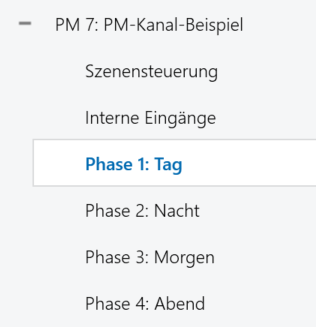 PM 7: PM-Kanal-Beispiel
Szenensteuerung
Interne Eingänge
Phase 1: Tag
Phase 2: Nacht
Phase 3: Morgen
Phase 4: Abend